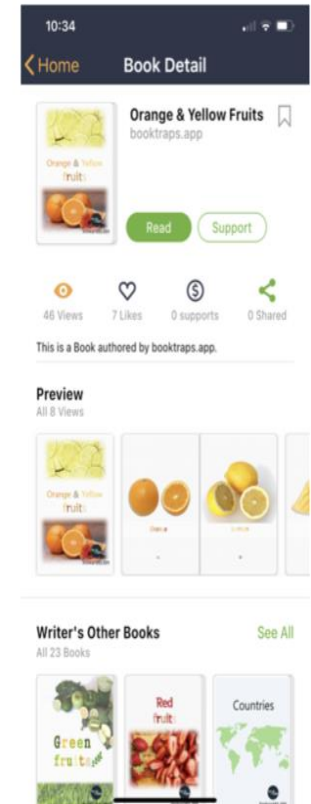 10:34
Home
Book Detail
Orange & Yellow Fruits
booktraps.app
Orange & Yellow
fruits
Read
Support
46 Views
7 Likes
0 supports
0 Shared
This is a Book authored by booktraps.app.
Preview
All 8 Views
Orange & Yellow
fruits
Writer's Other Books
See All
All 23 Books
Green
fruits
Red
fruits
Countries